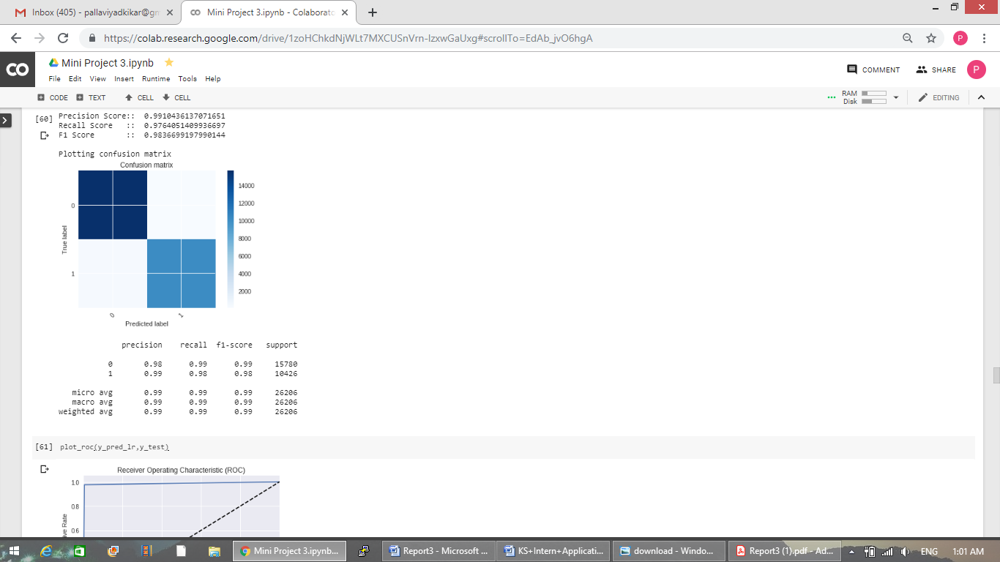 Inbox (405) - pallaviyadkikar@gm
Mini Project 3.ipynb - Colaborato
https://colab.research.google.com/drive/1zoHChkdNjWLt7MXCUSnVrn-lzxwGaUxg#scrollTo=EdAb_jvO6hgA
P
CO
Mini Project 3.ipynb
File Edit View Insert Runtime Tools Help
COMMENT SHARE P
CODE TEXT CELL CELL
RAM
Disk
EDITING
[60]
Precision Score:: 0.9910436137071651
Recall Score :: 0.9764051409936697
F1 Score :: 0.9836699197990144
Plotting confusion matrix
Confusion matrix
14000
12000
10000
8000
6000
4000
2000
True label
0
1
0 1
Predicted label
precision recall f1-score support
0 0.98 0.99 0.99 15780
1 0.99 0.98 0.98 10426
micro avg 0.99 0.99 0.99 26206
macro avg 0.99 0.99 0.99 26206
weighted avg 0.99 0.99 0.99 26206
[61] plot_roc(y_pred_lr,y_test)
Receiver Operating Characteristic (ROC)
1.0
0.8
0.6
ve Rate
Mini Project 3.ipynb...
Report3 - Microsoft ...
KS+Intern+Applicati...
download - Windo...
Report3 (1).pdf - Ad...
ENG
1:01 AM